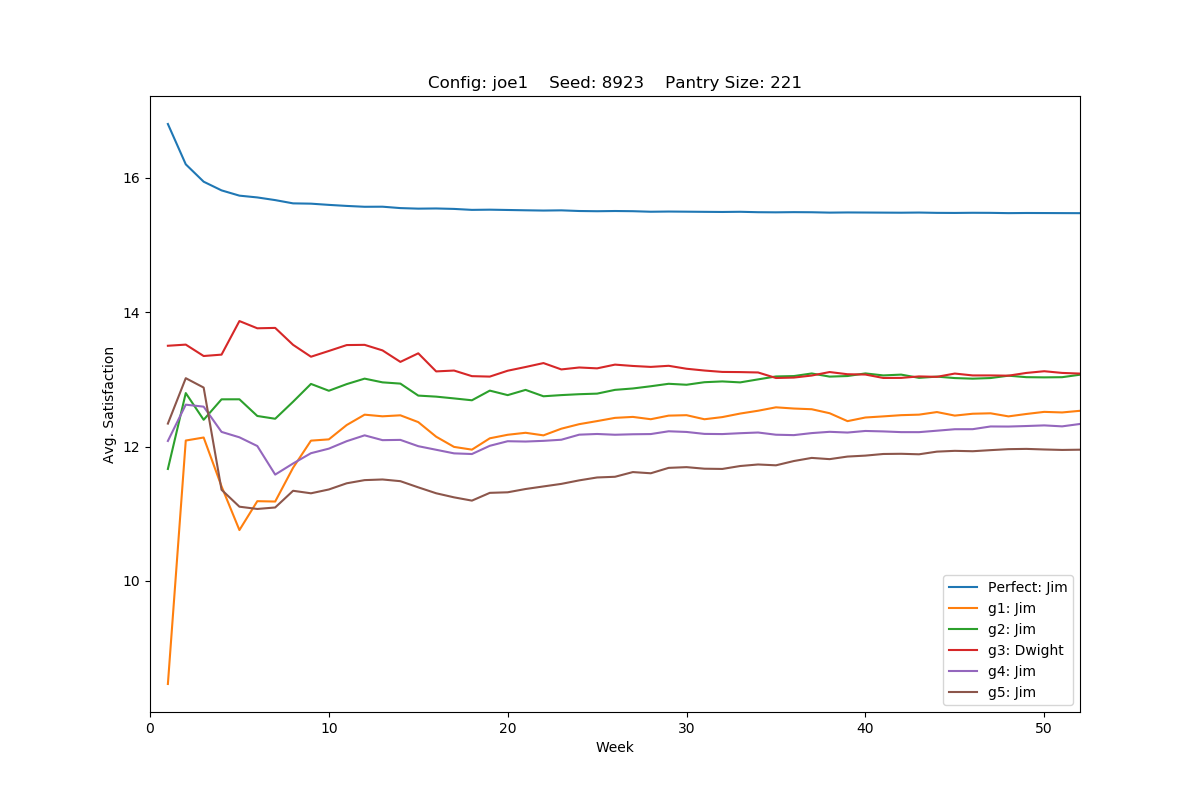 Config: joe1    Seed: 8923    Pantry Size: 221
Avg. Satisfaction
16
14
12
10
0 10 20 30 40 50
Week
Perfect: Jim
g1: Jim
g2: Jim
g3: Dwight
g4: Jim
g5: Jim